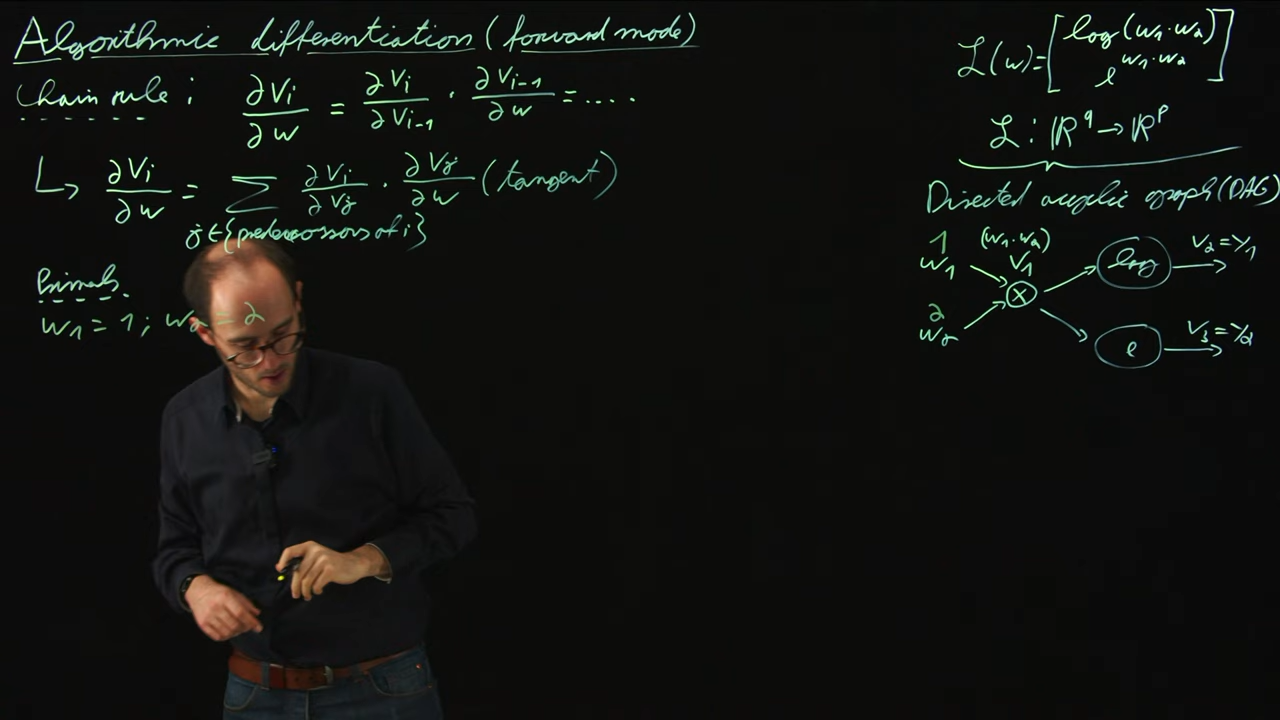 Algorithmic differentiation (forward mode)
Chain rule: ∂Vi/∂w = ∂Vi/∂Vi-1 · ∂Vi-1/∂w = ....
↳ ∂Vi/∂w = Σ ∂Vi/∂Vj · ∂Vj/∂w (tangent)
j∈{predecessors of i}
Primals
w1 = 1; w2 = 2
L(w) = [log(w1·w2)
e^w1·w2]
L : ℝ^q → ℝ^p
Directed acyclic graph (DAG)
1 (w1·w2) V2=y1
w1 V1 log
x
2 V3=y2
w2 e